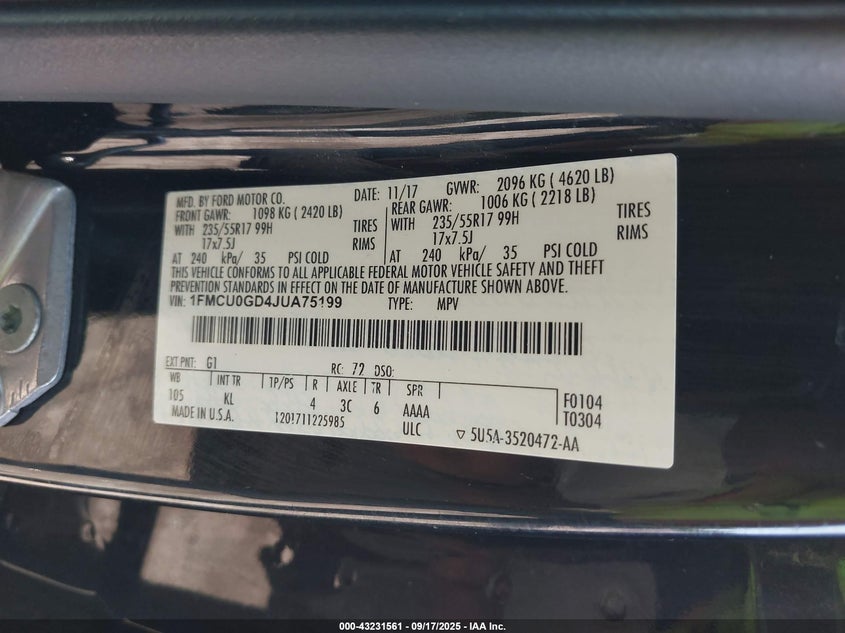 MFD. BY FORD MOTOR CO. DATE: 11/17 GVWR: 2096 KG ( 4620 LB)
FRONT GAWR: 1098 KG ( 2420 LB) REAR GAWR: 1006 KG ( 2218 LB)
WITH 235/55R17 99H TIRES WITH 235/55R17 99H TIRES
17x7.5J RIMS 17x7.5J RIMS
AT 240 kPa/ 35 PSI COLD AT 240 kPa/ 35 PSI COLD
THIS VEHICLE CONFORMS TO ALL APPLICABLE FEDERAL MOTOR VEHICLE SAFETY AND THEFT
PREVENTION STANDARDS IN EFFECT ON THE DATE OF MANUFACTURE SHOWN ABOVE.
VIN: 1FMCU0GD4JUA75199 TYPE: MPV
EXT PNT: G1 RC: 72 DSO:
WB INT TR TP/PS R AXLE TR SPR
105 KL 4 3C 6 AAAA F0104
T0304
MADE IN U.S.A. 1201711225985 ULC ▽ 5U5A-3520472-AA
000-43231561 - 09/17/2025 - IAA Inc.